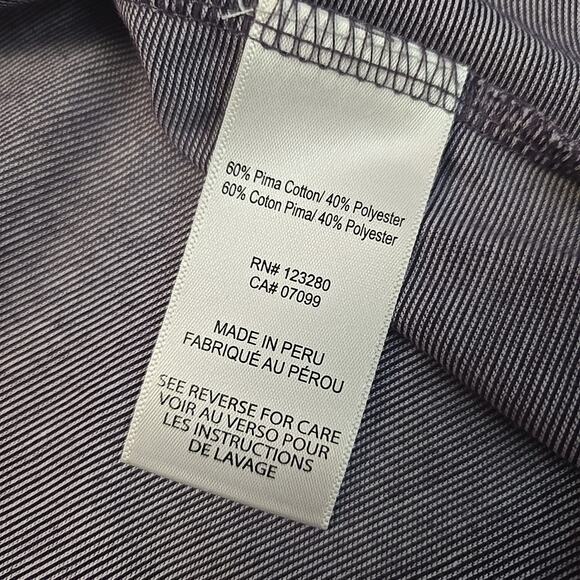 60% Pima Cotton/ 40% Polyester
60% Coton Pima/ 40% Polyester
RN# 123280
CA# 07099
MADE IN PERU
FABRIQUÉ AU PÉROU
SEE REVERSE FOR CARE
VOIR AU VERSO POUR
LES INSTRUCTIONS
DE LAVAGE